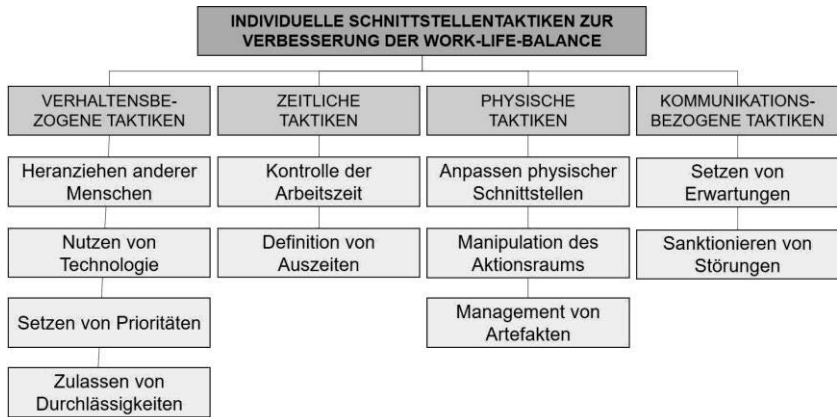 INDIVIDUELLE SCHNITTSTELLENTAKTIKEN ZUR
VERBESSERUNG DER WORK-LIFE-BALANCE
VERHALTENSBE-
ZOGENE TAKTIKEN
ZEITLICHE
TAKTIKEN
PHYSISCHE
TAKTIKEN
KOMMUNIKATIONS-
BEZOGENE TAKTIKEN
Heranziehen anderer
Menschen
Kontrolle der
Arbeitszeit
Anpassen physischer
Schnittstellen
Setzen von
Erwartungen
Nutzen von
Technologie
Definition von
Auszeiten
Manipulation des
Aktionsraums
Sanktionieren von
Störungen
Setzen von Prioritäten
Management von
Artefakten
Zulassen von
Durchlässigkeiten